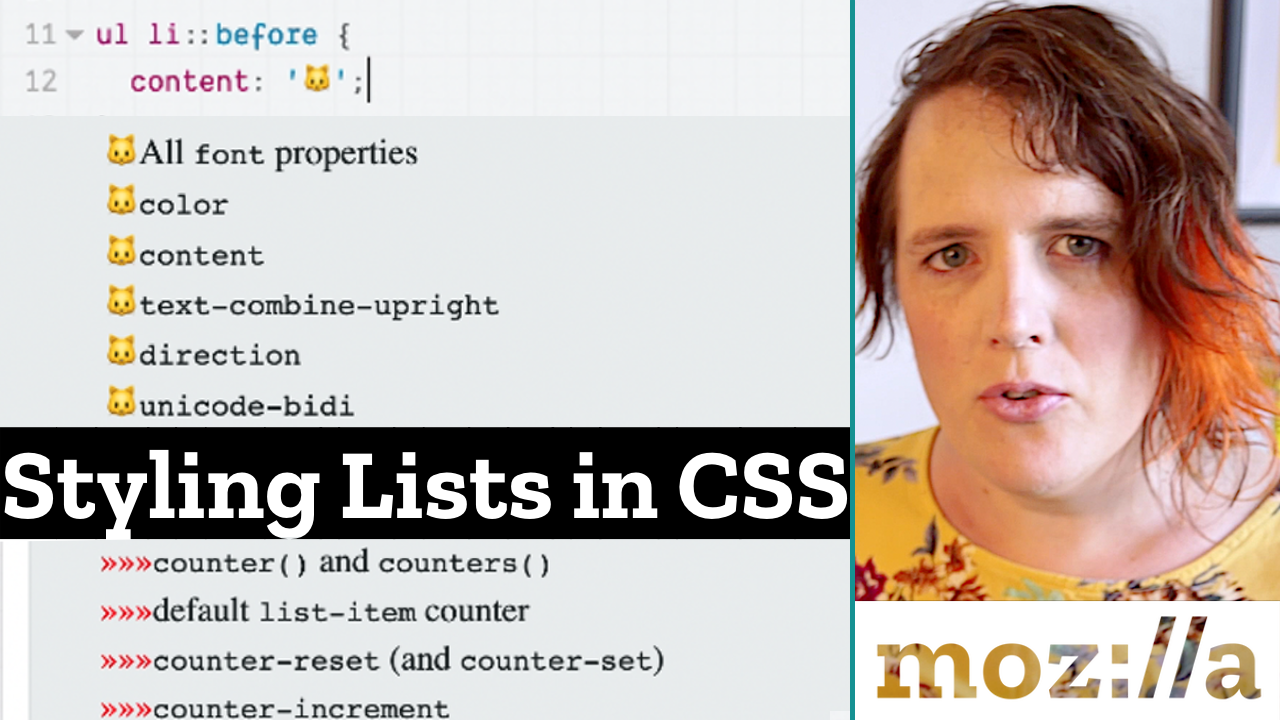 11 ul li::before {
12 content: '🐱';
🐱All font properties
🐱color
🐱content
🐱text-combine-upright
🐱direction
🐱unicode-bidi
Styling Lists in CSS
»»»counter() and counters()
»»»default list-item counter
»»»counter-reset (and counter-set)
»»»counter-increment
moz://a